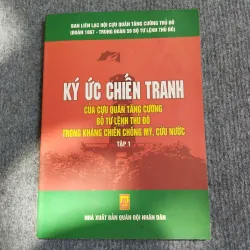 BAN LIÊN LẠC HỘI CỰU QUÂN TĂNG CƯỜNG THỦ ĐÔ
(ĐOÀN 1087 - TRUNG ĐOÀN 59 BỘ TƯ LỆNH THỦ ĐÔ)
KÝ ỨC CHIẾN TRANH
CỦA CỰU QUÂN TĂNG CƯỜNG
BỘ TƯ LỆNH THỦ ĐÔ
TRONG KHÁNG CHIẾN CHỐNG MỸ, CỨU NƯỚC
TẬP 1
NHÀ XUẤT BẢN QUÂN ĐỘI NHÂN DÂN